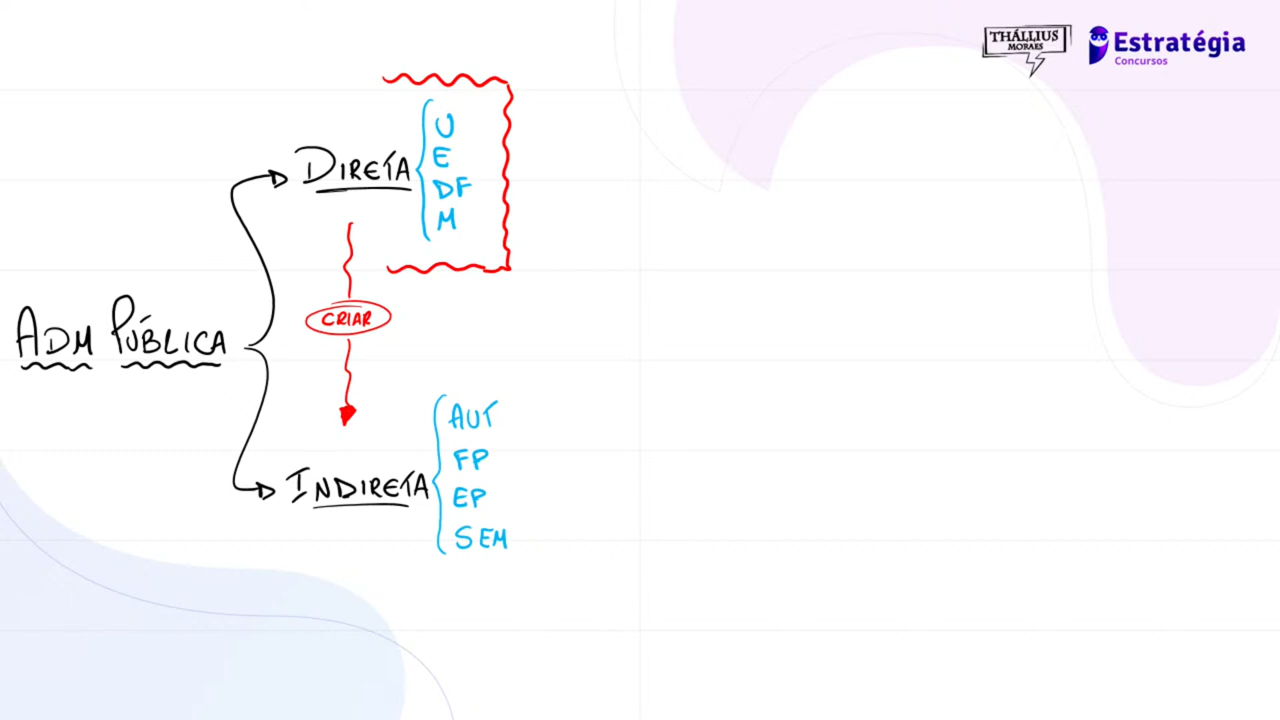 THÁLLIUS
MORAES
Estratégia
Concursos
DIRETA
U
E
DF
M
CRIAR
ADM PÚBLICA
INDIRETA
AUT
FP
EP
SEM